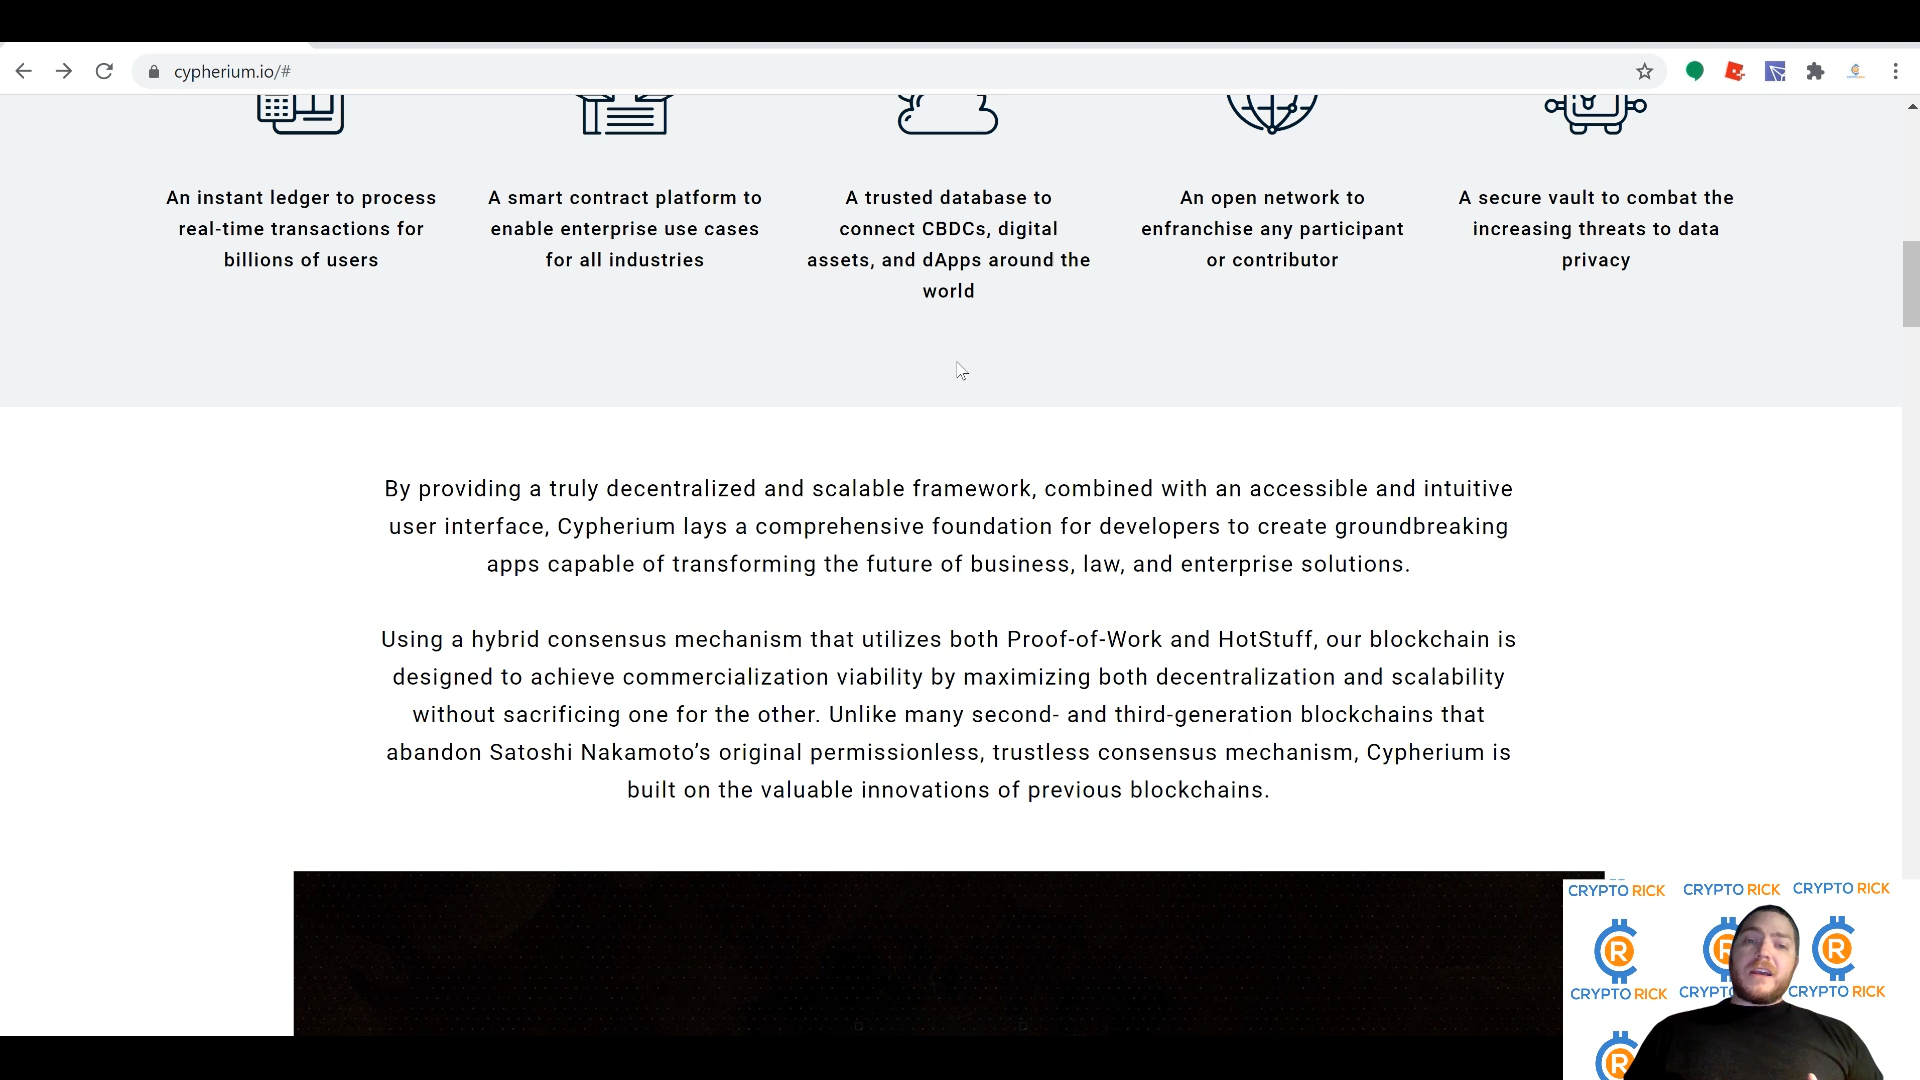 cypherium.io/#
An instant ledger to process
real-time transactions for
billions of users
A smart contract platform to
enable enterprise use cases
for all industries
A trusted database to
connect CBDCs, digital
assets, and dApps around the
world
An open network to
enfranchise any participant
or contributor
A secure vault to combat the
increasing threats to data
privacy
By providing a truly decentralized and scalable framework, combined with an accessible and intuitive
user interface, Cypherium lays a comprehensive foundation for developers to create groundbreaking
apps capable of transforming the future of business, law, and enterprise solutions.
Using a hybrid consensus mechanism that utilizes both Proof-of-Work and HotStuff, our blockchain is
designed to achieve commercialization viability by maximizing both decentralization and scalability
without sacrificing one for the other. Unlike many second- and third-generation blockchains that
abandon Satoshi Nakamoto’s original permissionless, trustless consensus mechanism, Cypherium is
built on the valuable innovations of previous blockchains.
CRYPTO RICK CRYPTO RICK CRYPTO RICK
R R R
CRYPTO RICK CRYPTO CRYPTO RICK
R